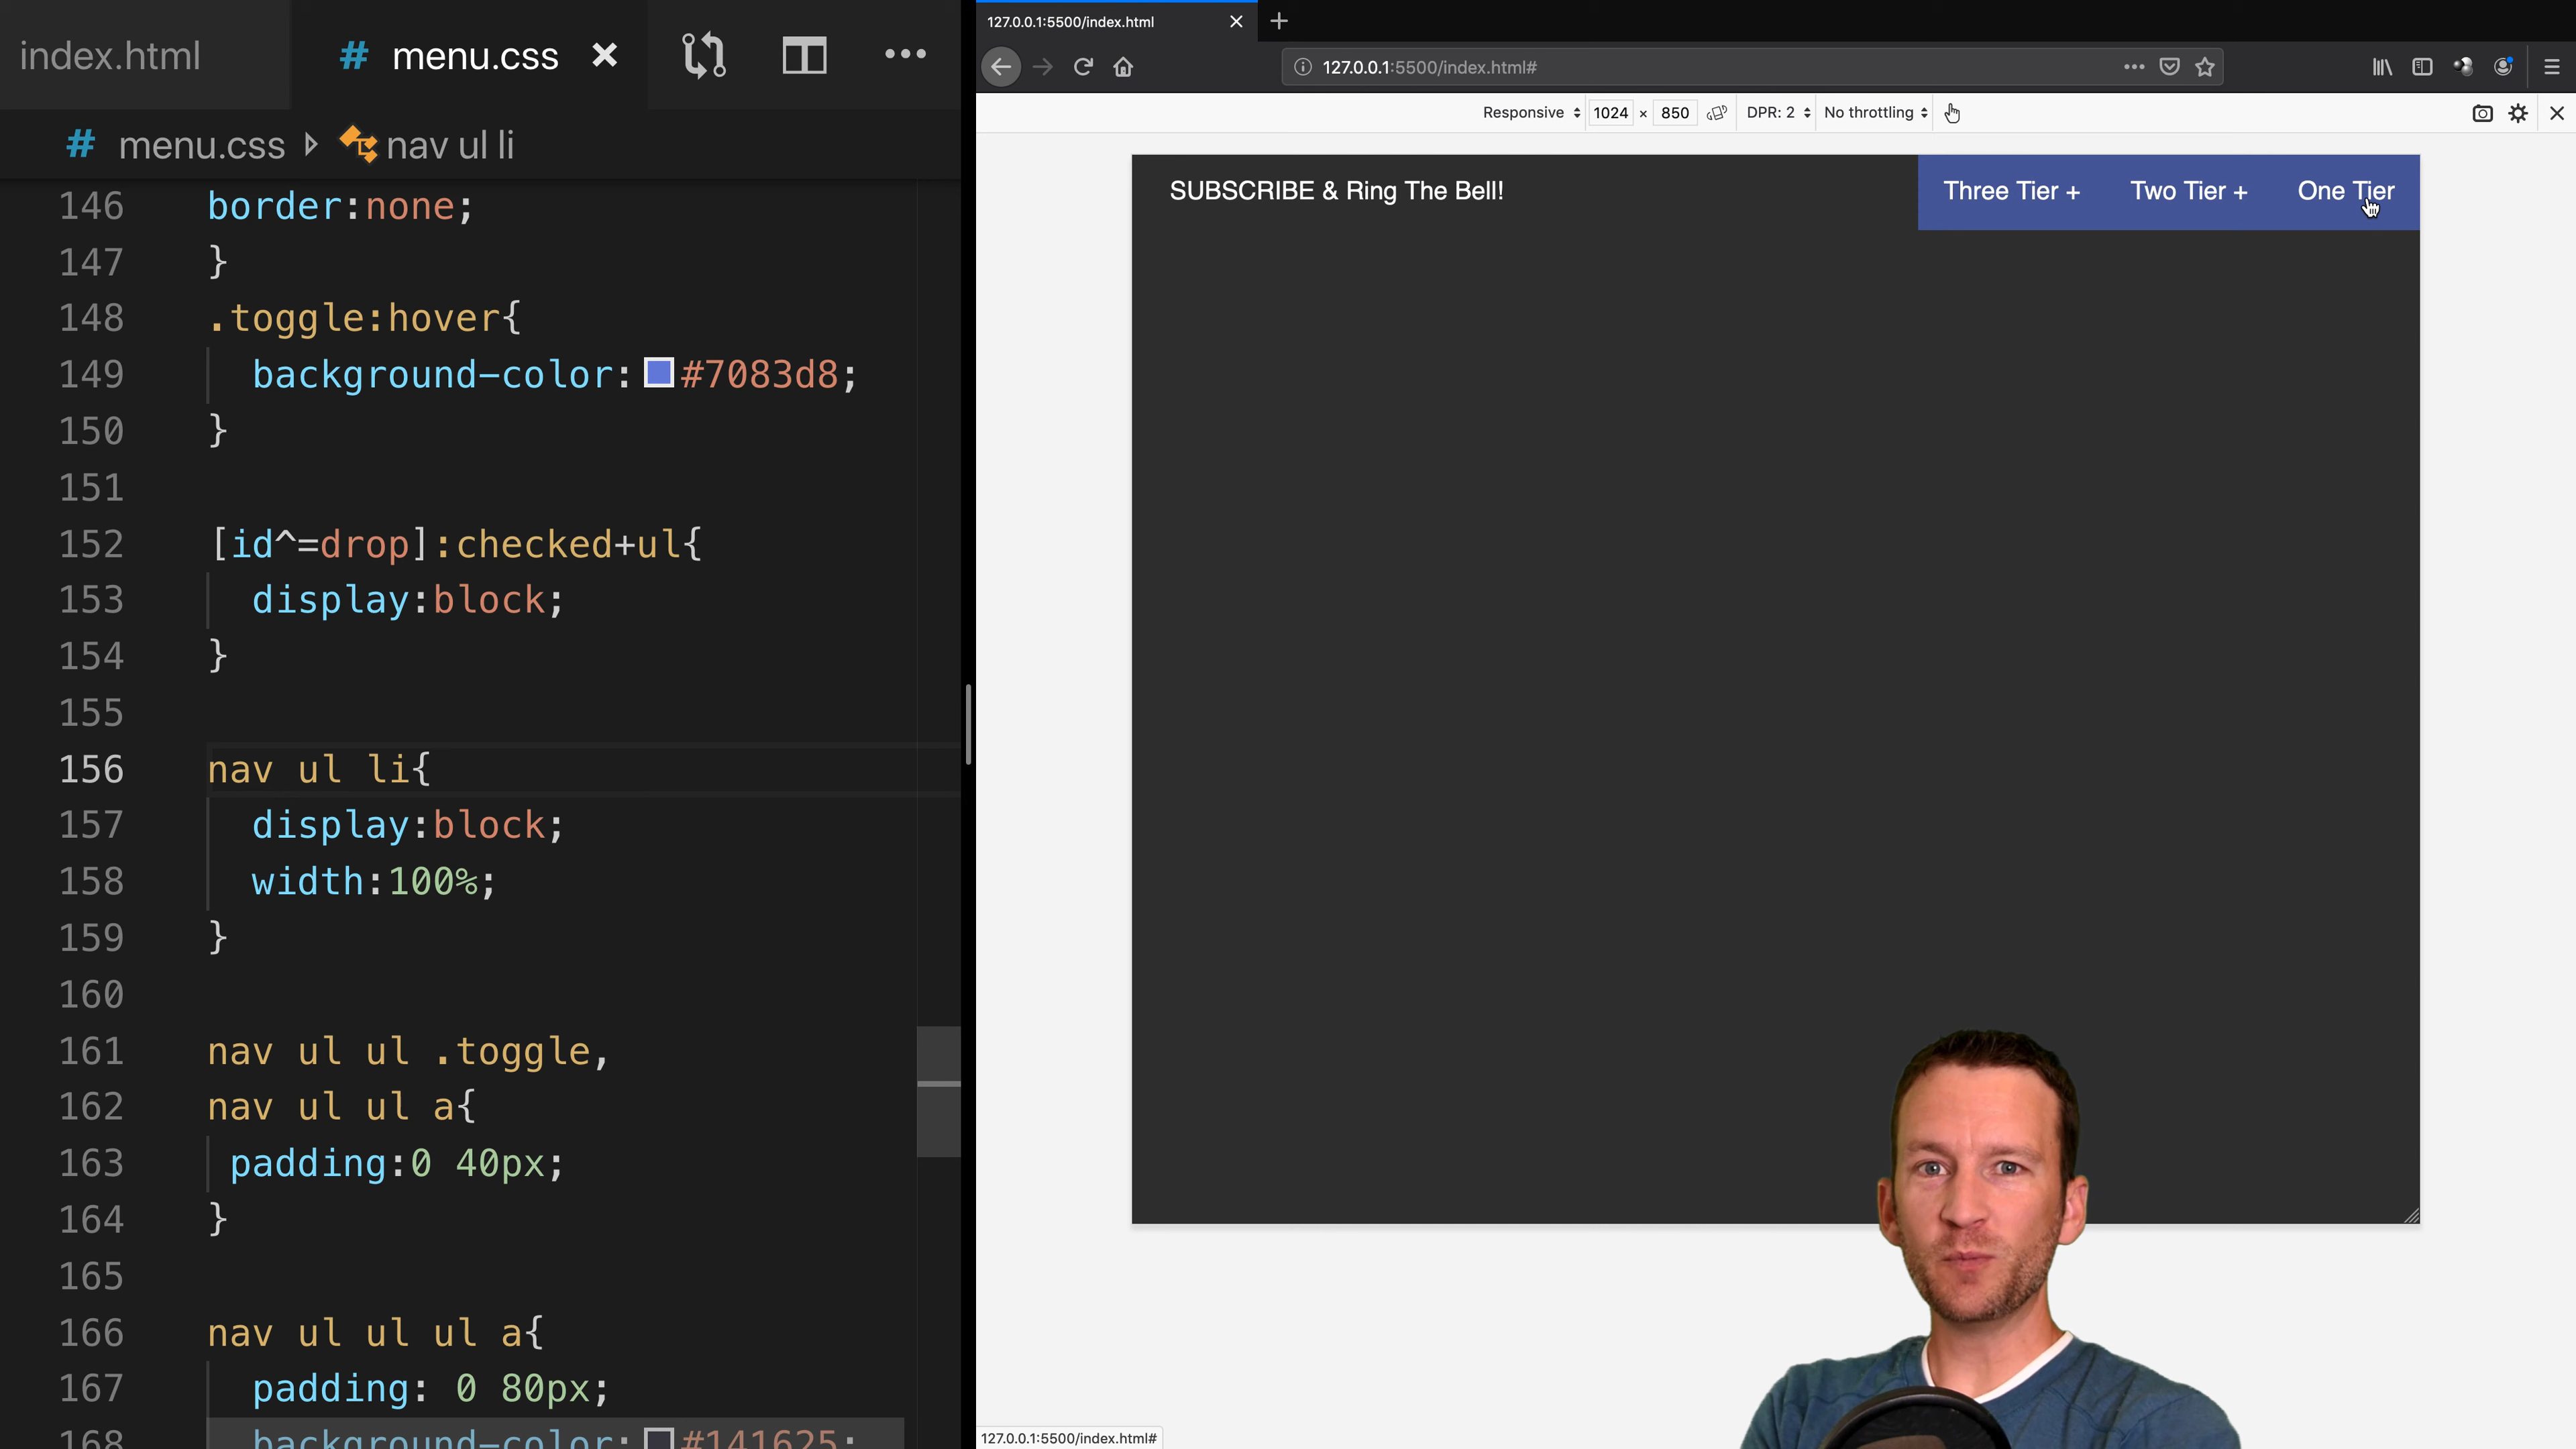 index.html
# menu.css
# menu.css nav ul li
146 border:none;
147 }
148 .toggle:hover{
149 background-color: #7083d8;
150 }
151
152 [id^=drop]:checked+ul{
153 display:block;
154 }
155
156 nav ul li{
157 display:block;
158 width:100%;
159 }
160
161 nav ul ul .toggle,
162 nav ul ul a{
163 padding:0 40px;
164 }
165
166 nav ul ul ul a{
167 padding: 0 80px;
168 background-color: #141625;
127.0.0.1:5500/index.html
127.0.0.1:5500/index.html#
Responsive 1024 × 850 DPR: 2 No throttling
SUBSCRIBE & Ring The Bell! Three Tier + Two Tier + One Tier
127.0.0.1:5500/index.html#